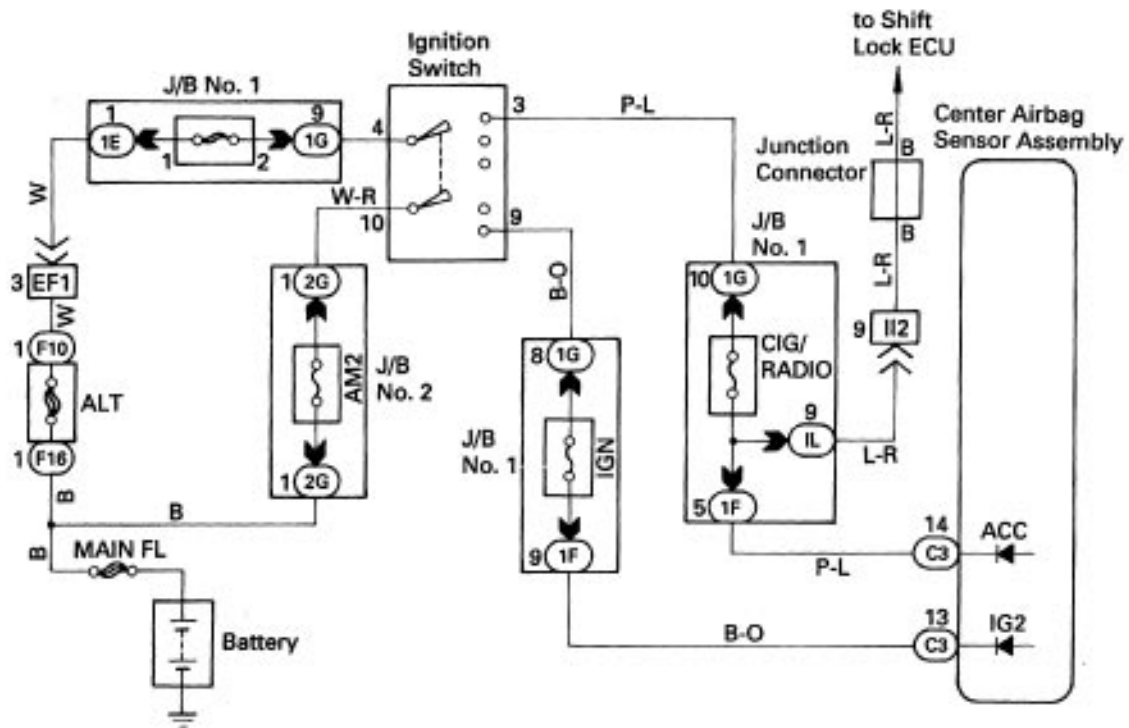 to Shift
Lock ECU
Ignition
Switch
J/B No. 1
1
1E
1
2
9
1G
4
3
P-L
L-R
B
Center Airbag
Sensor Assembly
Junction
Connector
B
W
W-R
10
9
J/B
No. 1
L-R
3
EF1
W
1
2G
B-O
10
1G
9
II2
1
F10
ALT
1
F16
AM2
J/B
No. 2
8
1G
CIG/
RADIO
J/B
No. 1
IGN
9
IL
L-R
1
2G
B
B
5
1F
14
C3
ACC
B
MAIN FL
9
1F
P-L
Battery
B-O
13
C3
IG2